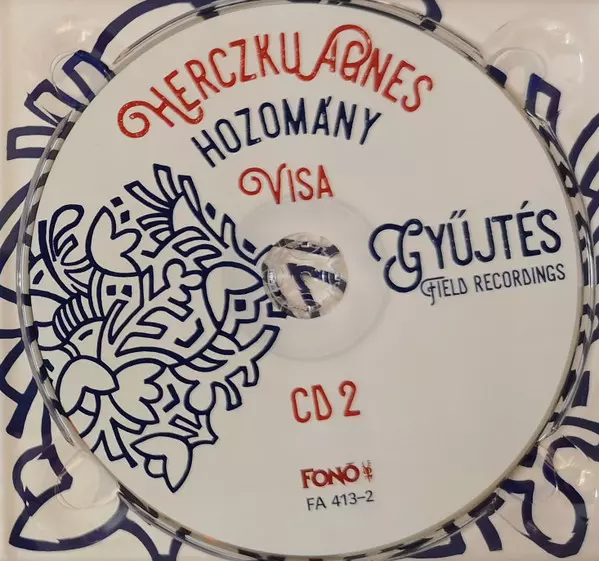 HERCZKU ÁGNES
HOZOMÁNY
VISA
GYŰJTÉS
FIELD RECORDINGS
CD 2
FONÓ
FA 413-2